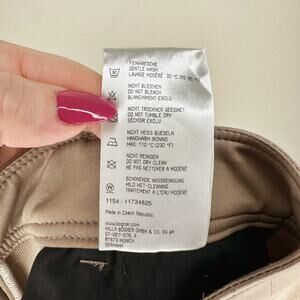 30
FEINWÄSCHE
GENTLE WASH
LAVAGE MODÉRÉ 30 °C
NICHT BLEICHEN
DO NOT BLEACH
BLANCHIMENT EXCLU
NICHT TROCKNER GEEIGNET
DO NOT TUMBLE DRY
SÉCHOIR EXCLU
NICHT HEISS BUEGELN
HANDWARM IRONING
MAX. 110 °C (230 °F)
NICHT REINIGEN
DO NOT DRY CLEAN
NE PAS NETTOYER A MODÉRÉ
SCHONENDE NASSREINIGUNG
MILD WET-CLEANING
TRAITEMENT A L'EAU MODÉRÉ
1154 - 11734825
Made in Czech Republic
www.bogner.com
WILLY BOGNER GMBH & CO. KG aA
ST.-VEIT-STR. 4
81673 MUNICH
GERMANY